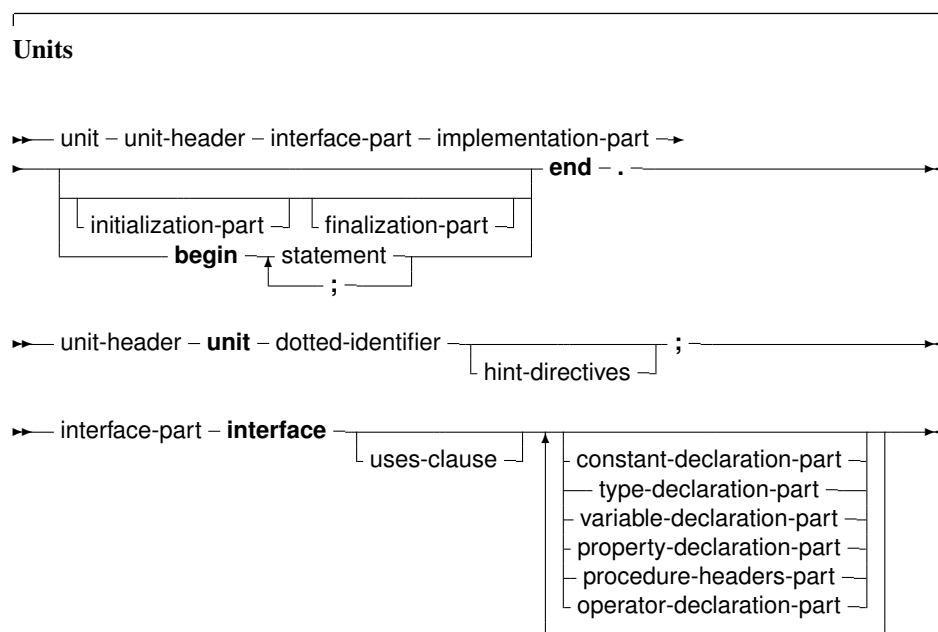 Units
unit unit-header interface-part implementation-part
end .
initialization-part finalization-part
begin statement
;
unit-header unit dotted-identifier ;
hint-directives
interface-part interface
uses-clause constant-declaration-part
type-declaration-part
variable-declaration-part
property-declaration-part
procedure-headers-part
operator-declaration-part